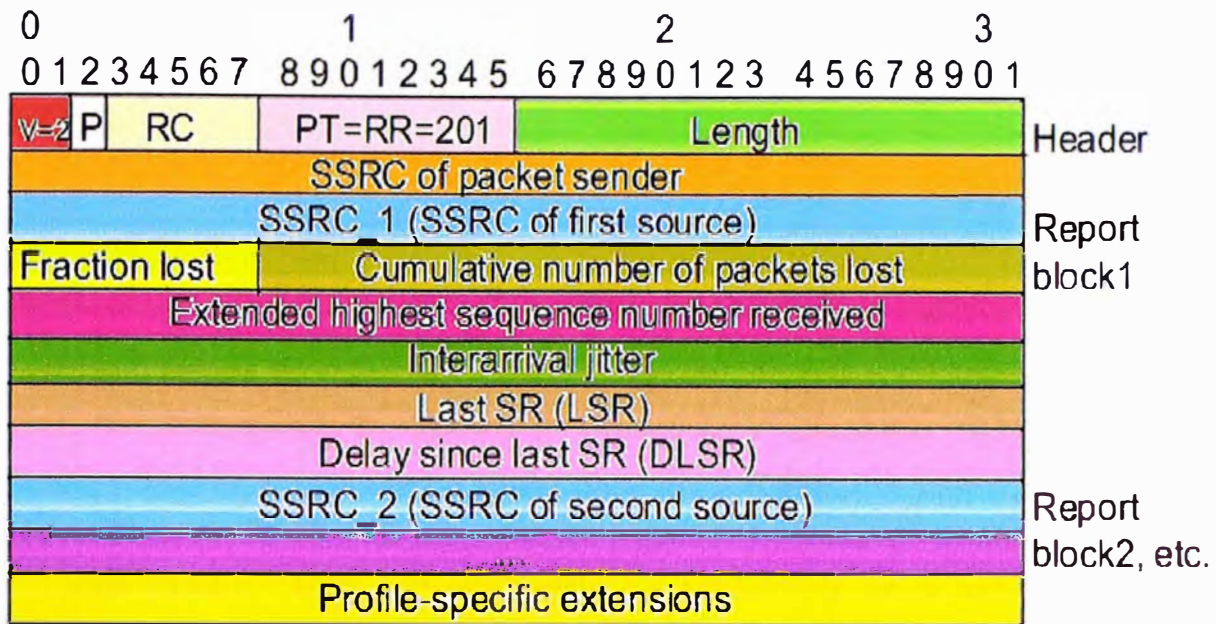 0 1 2 3
0 1 2 3 4 5 6 7 8 9 0 1 2 3 4 5 6 7 8 9 0 1 2 3 4 5 6 7 8 9 0 1
V=2 P RC PT=RR=201 Length Header
SSRC of packet sender
SSRC_1 (SSRC of first source) Report
Fraction lost Cumulative number of packets lost block1
Extended highest sequence number received
Interarrival jitter
Last SR (LSR)
Delay since last SR (DLSR)
SSRC_2 (SSRC of second source) Report
block2, etc.
Profile-specific extensions